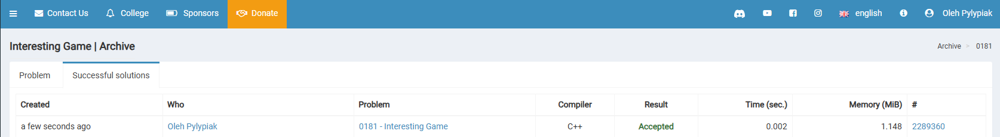 Contact Us College Sponsors Donate english Oleh Pylypiak
Interesting Game | Archive Archive > 0181
Problem Successful solutions
Created Who Problem Compiler Result Time (sec.) Memory (MiB) #
a few seconds ago Oleh Pylypiak 0181 - Interesting Game C++ Accepted 0.002 1.148 2289360